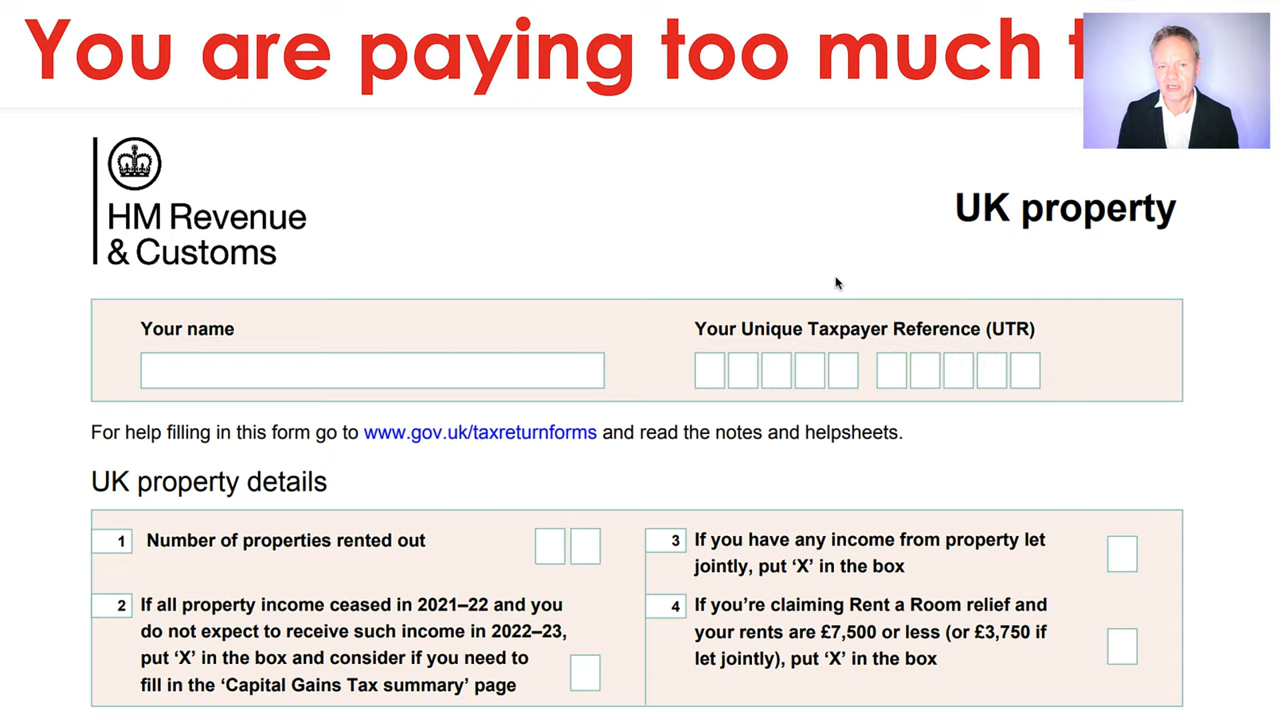 You are paying too much
HM Revenue
& Customs
UK property
Your name
Your Unique Taxpayer Reference (UTR)
For help filling in this form go to www.gov.uk/taxreturnforms and read the notes and helpsheets.
UK property details
1 Number of properties rented out
2 If all property income ceased in 2021–22 and you
do not expect to receive such income in 2022–23,
put ‘X’ in the box and consider if you need to
fill in the ‘Capital Gains Tax summary’ page
3 If you have any income from property let
jointly, put ‘X’ in the box
4 If you’re claiming Rent a Room relief and
your rents are £7,500 or less (or £3,750 if
let jointly), put ‘X’ in the box